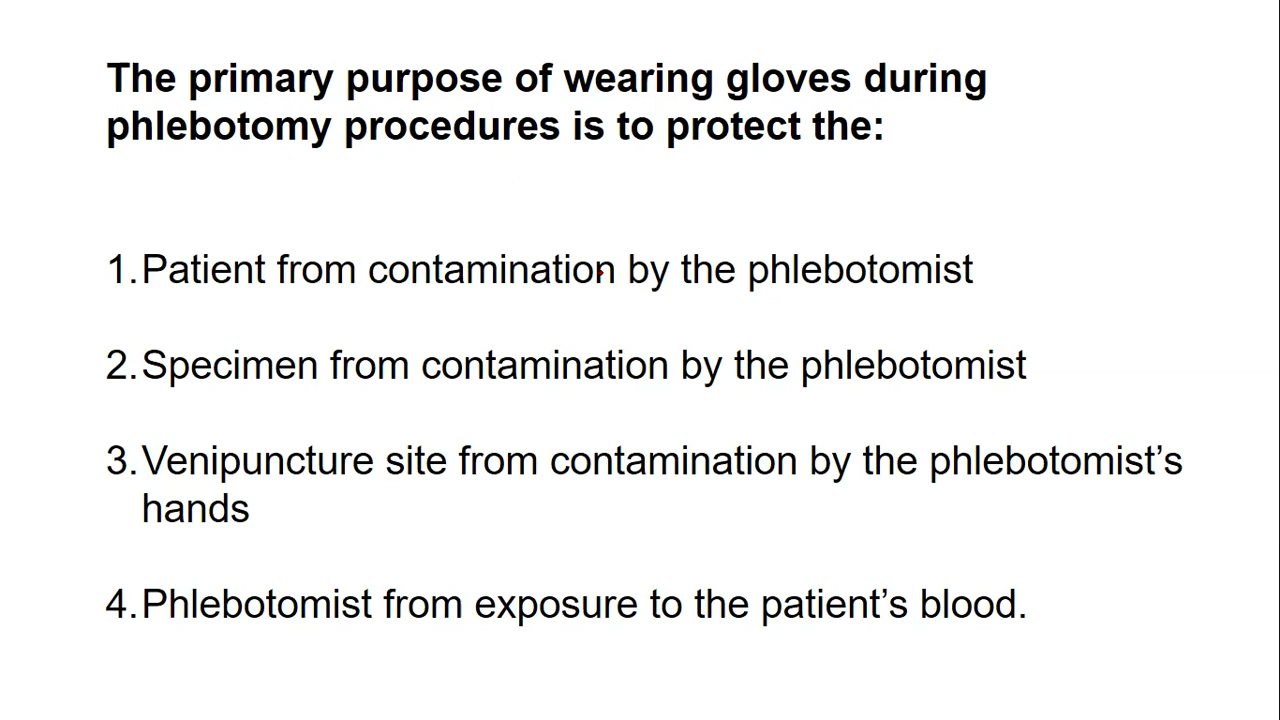 The primary purpose of wearing gloves during
phlebotomy procedures is to protect the:
1.Patient from contamination by the phlebotomist
2.Specimen from contamination by the phlebotomist
3.Venipuncture site from contamination by the phlebotomist’s
hands
4.Phlebotomist from exposure to the patient’s blood.